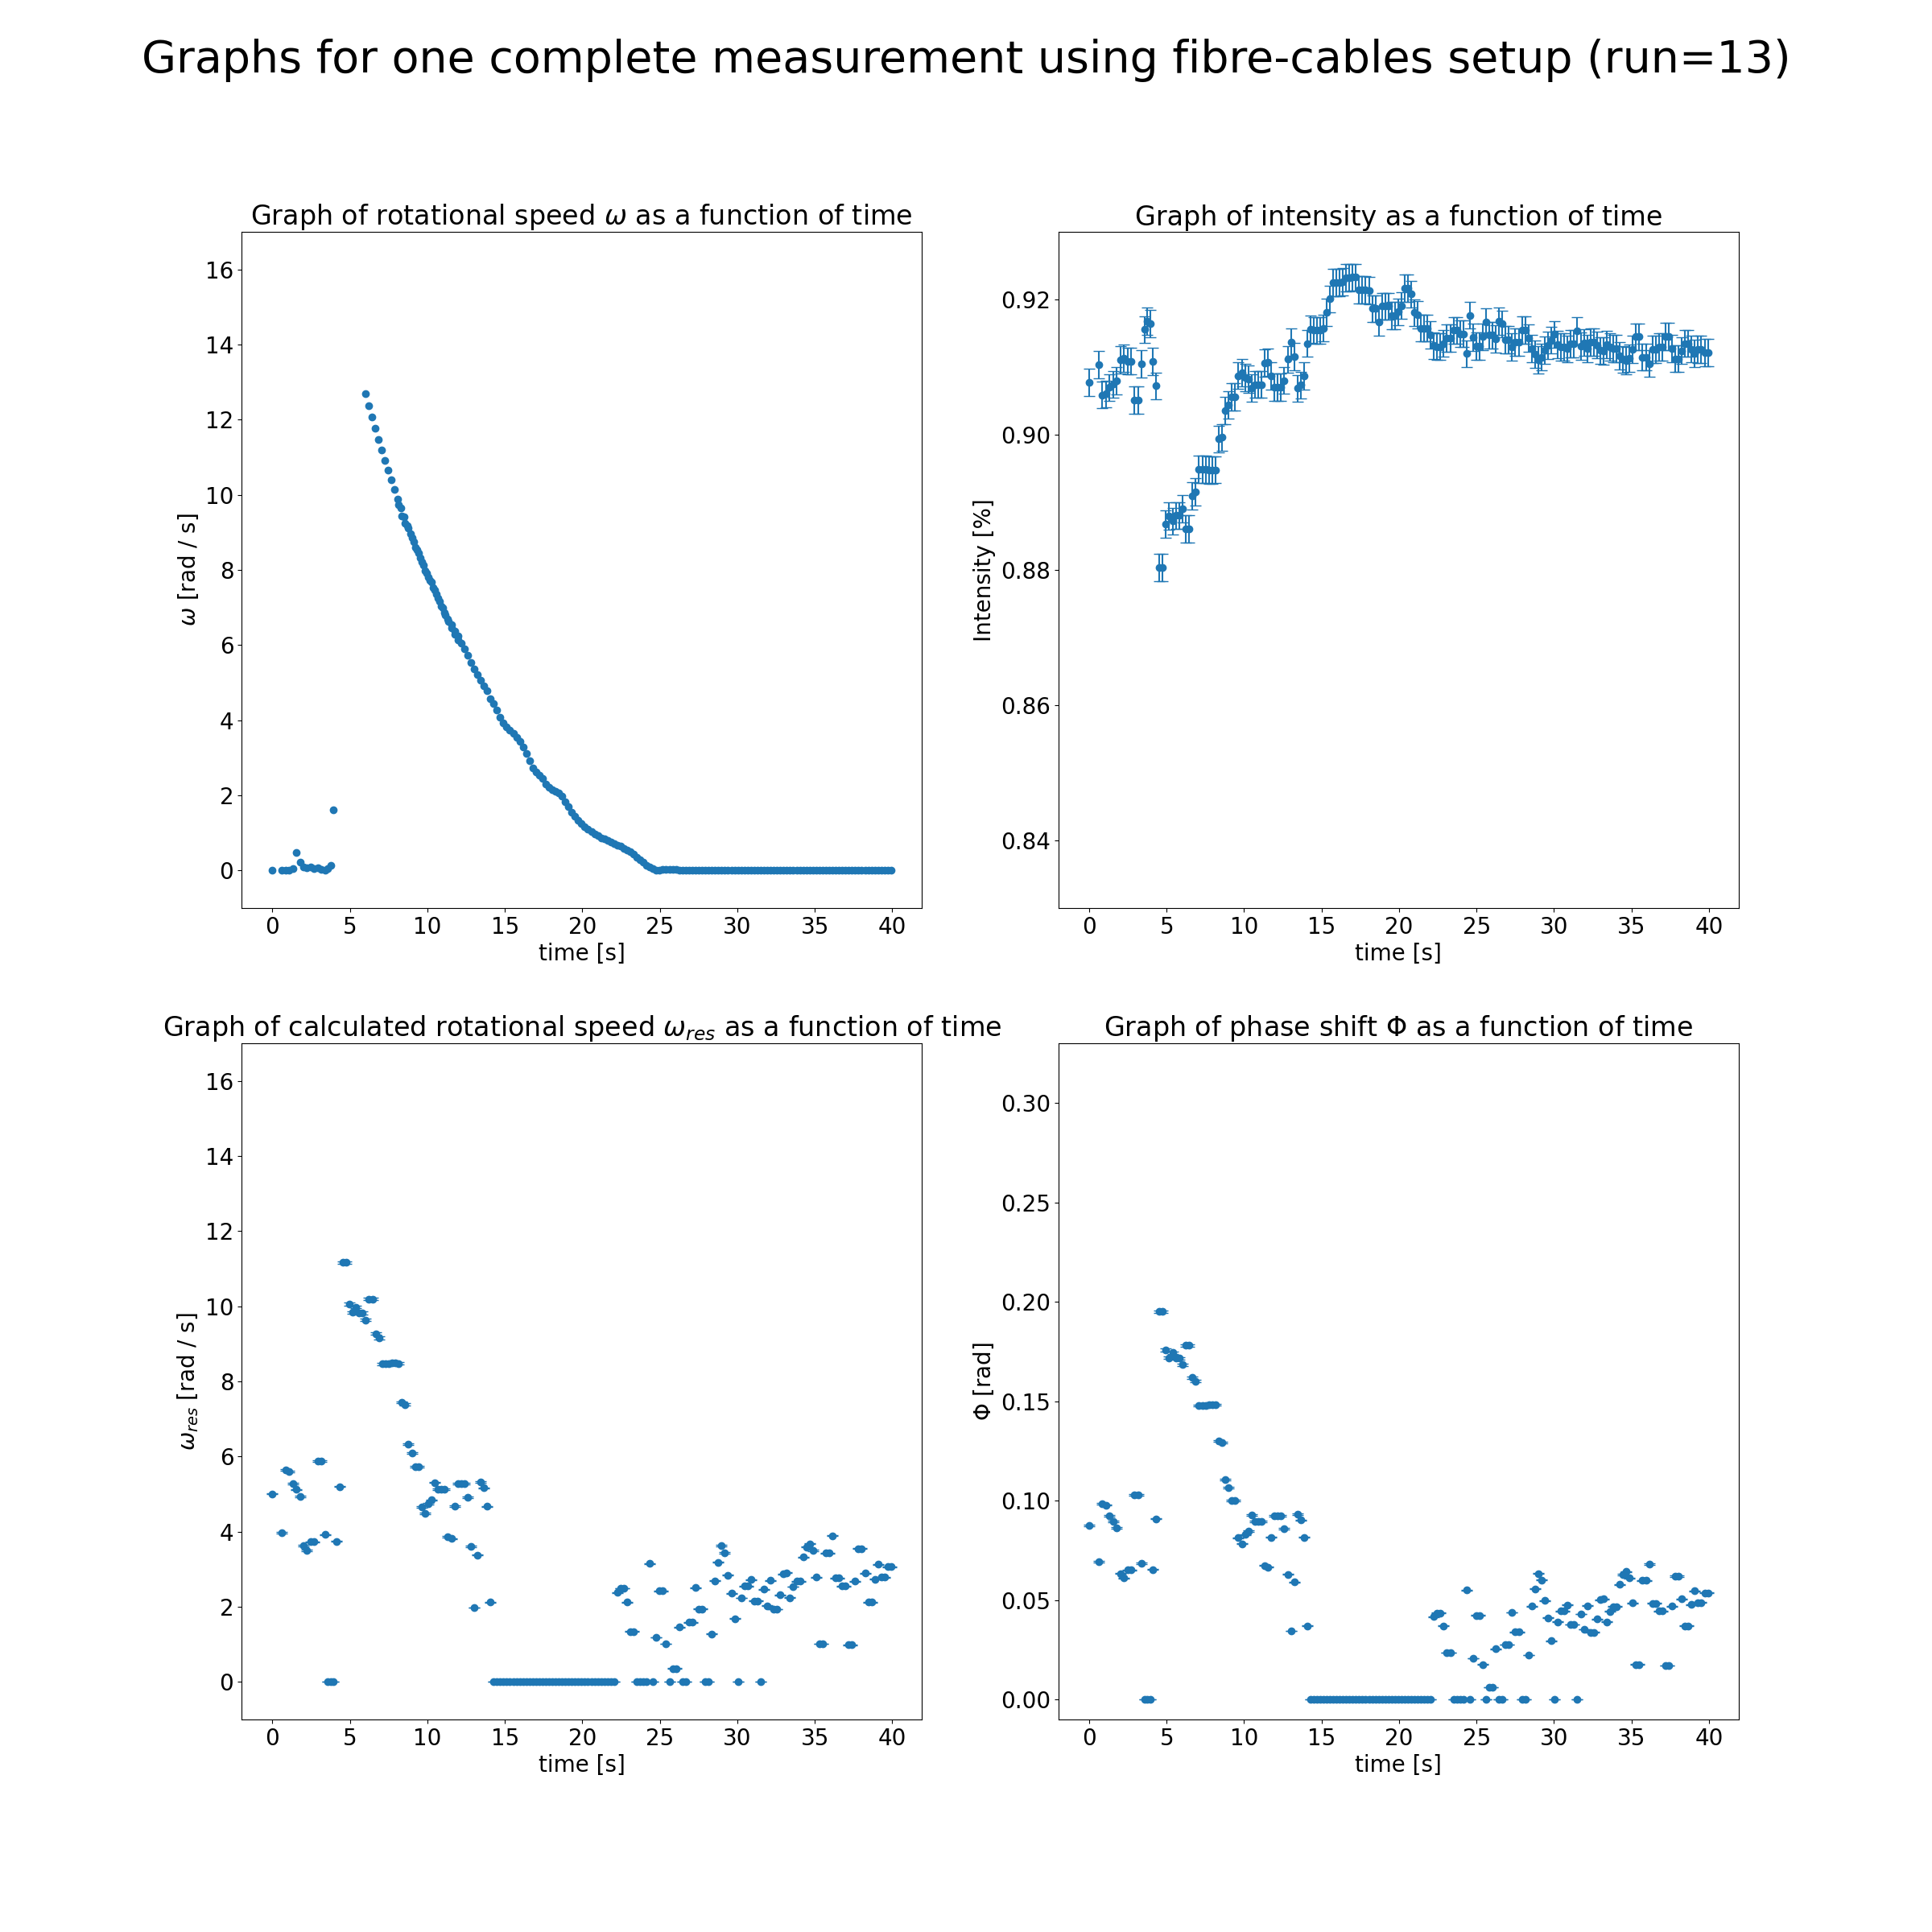 Graphs for one complete measurement using fibre-cables setup (run=13)
Graph of rotational speed ω as a function of time
16
14
12
10
8
6
4
2
0
ω [rad / s]
0 5 10 15 20 25 30 35 40
time [s]
Graph of intensity as a function of time
0.92
0.90
0.88
0.86
0.84
Intensity [%]
0 5 10 15 20 25 30 35 40
time [s]
Graph of calculated rotational speed ω_res as a function of time
16
14
12
10
8
6
4
2
0
ω_res [rad / s]
0 5 10 15 20 25 30 35 40
time [s]
Graph of phase shift Φ as a function of time
0.30
0.25
0.20
0.15
0.10
0.05
0.00
Φ [rad]
0 5 10 15 20 25 30 35 40
time [s]